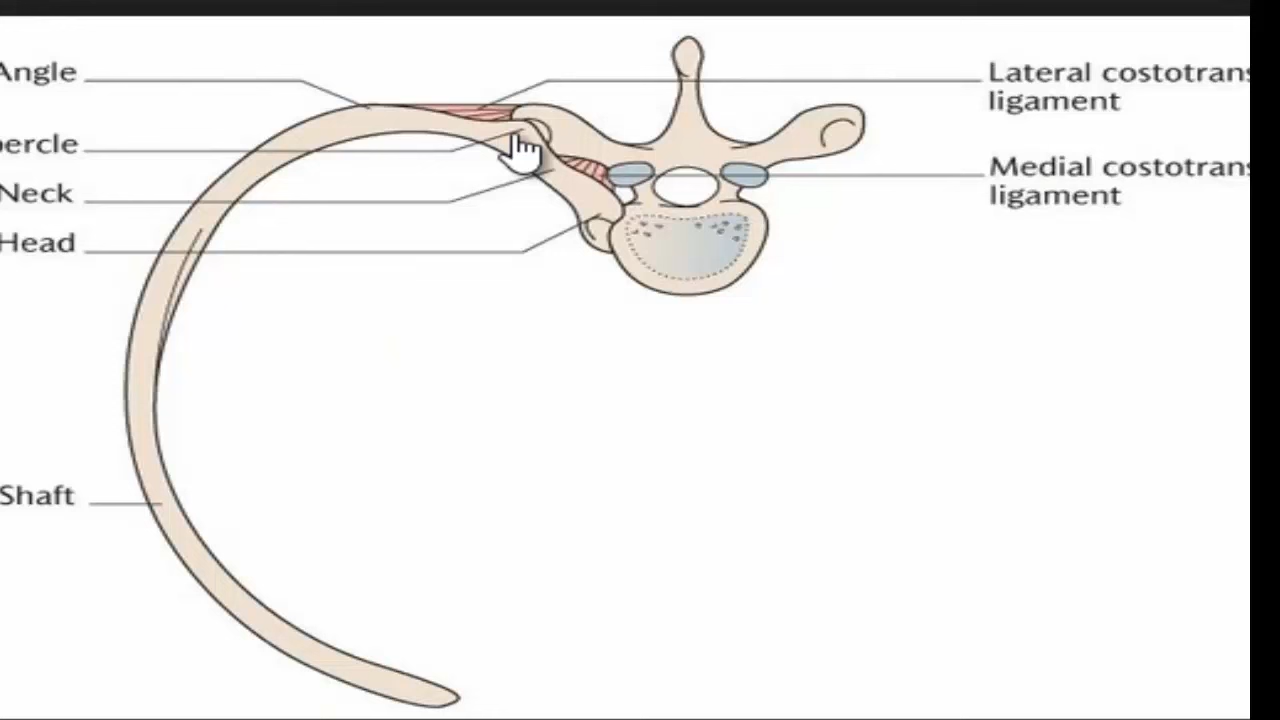 Angle
Lateral costotrans
ligament
ercle
Neck
Medial costotrans
ligament
Head
Shaft